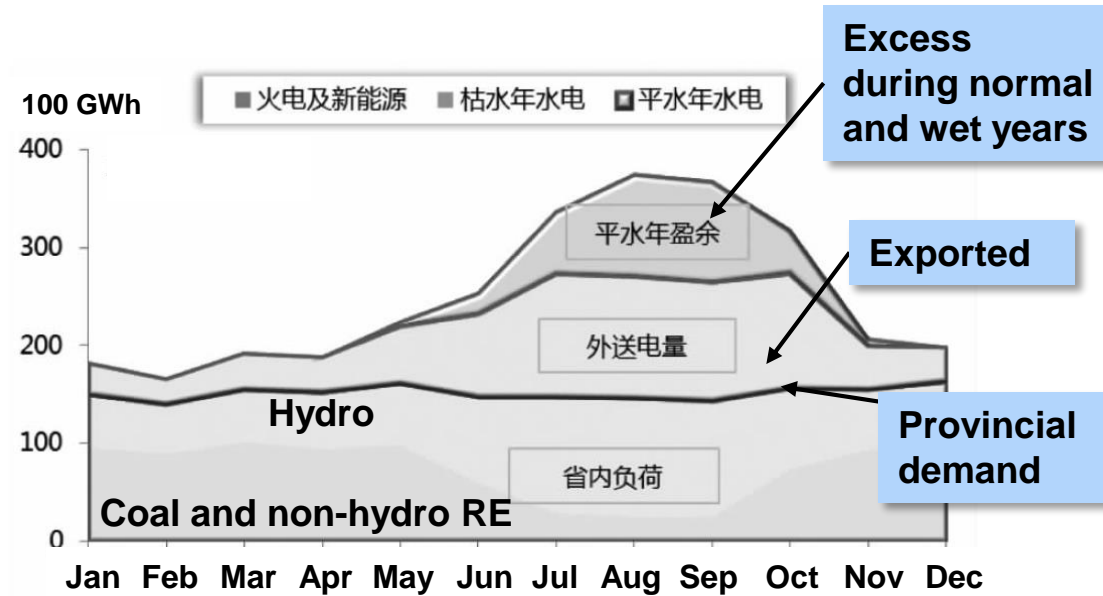 Excess
during normal
and wet years
100 GWh
火电及新能源 枯水年水电 平水年水电
400
300
200
100
0
平水年盈余
Exported
外送电量
Hydro
Provincial
demand
省内负荷
Coal and non-hydro RE
Jan Feb Mar Apr May Jun Jul Aug Sep Oct Nov Dec